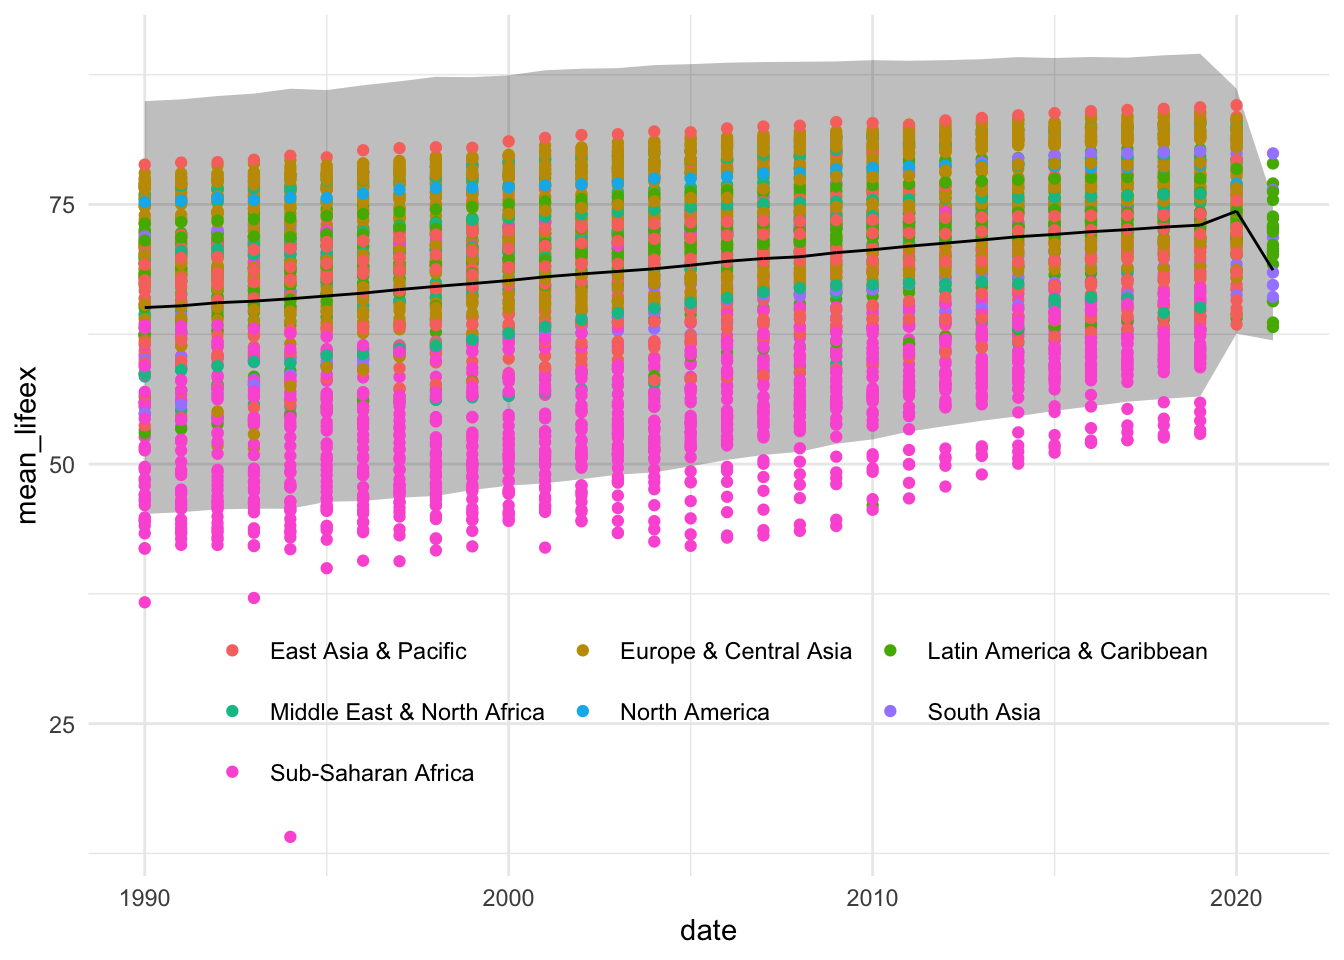 mean_lifeex
75
50
25
East Asia & Pacific
Europe & Central Asia
Latin America & Caribbean
Middle East & North Africa
North America
South Asia
Sub-Saharan Africa
1990
2000
2010
2020
date